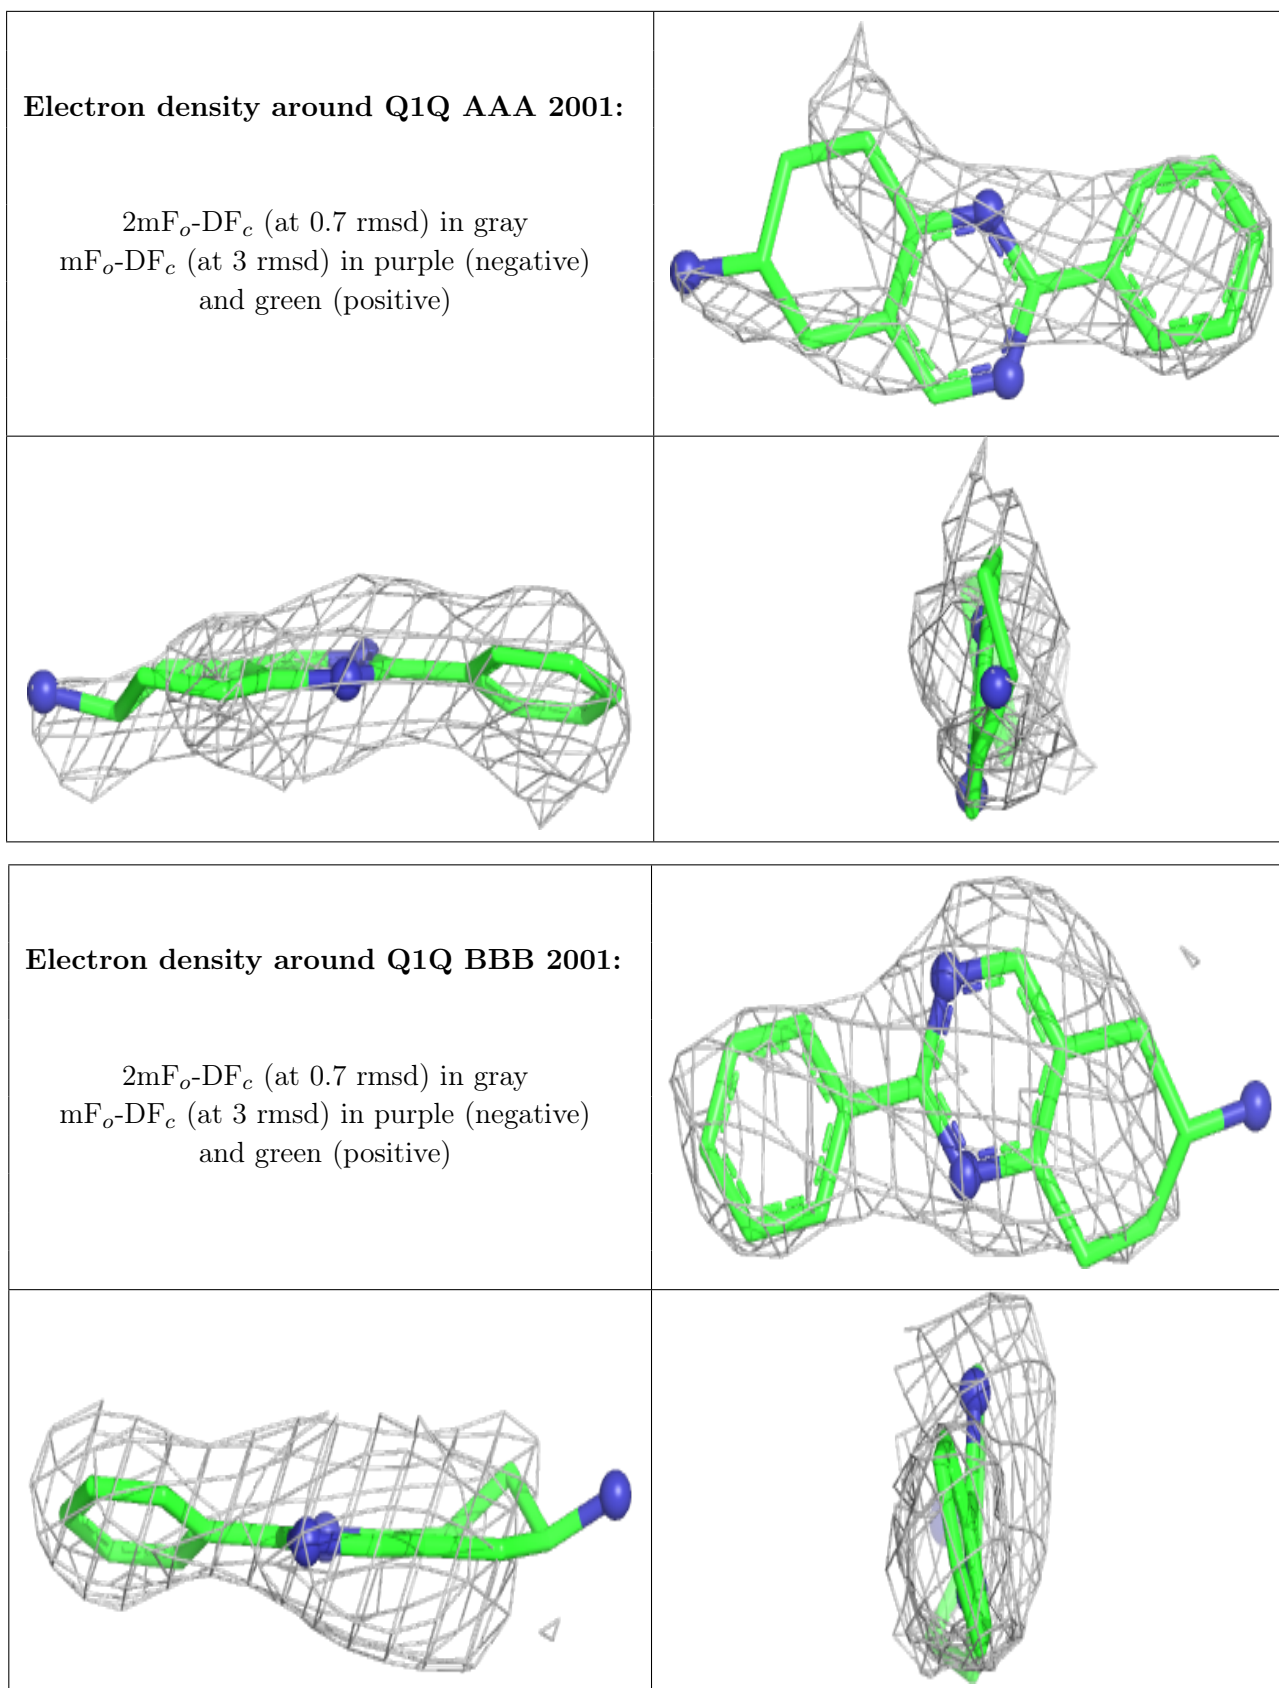 Electron density around Q1Q AAA 2001:
2mFo-DFc (at 0.7 rmsd) in gray
mFo-DFc (at 3 rmsd) in purple (negative)
and green (positive)
Electron density around Q1Q BBB 2001:
2mFo-DFc (at 0.7 rmsd) in gray
mFo-DFc (at 3 rmsd) in purple (negative)
and green (positive)